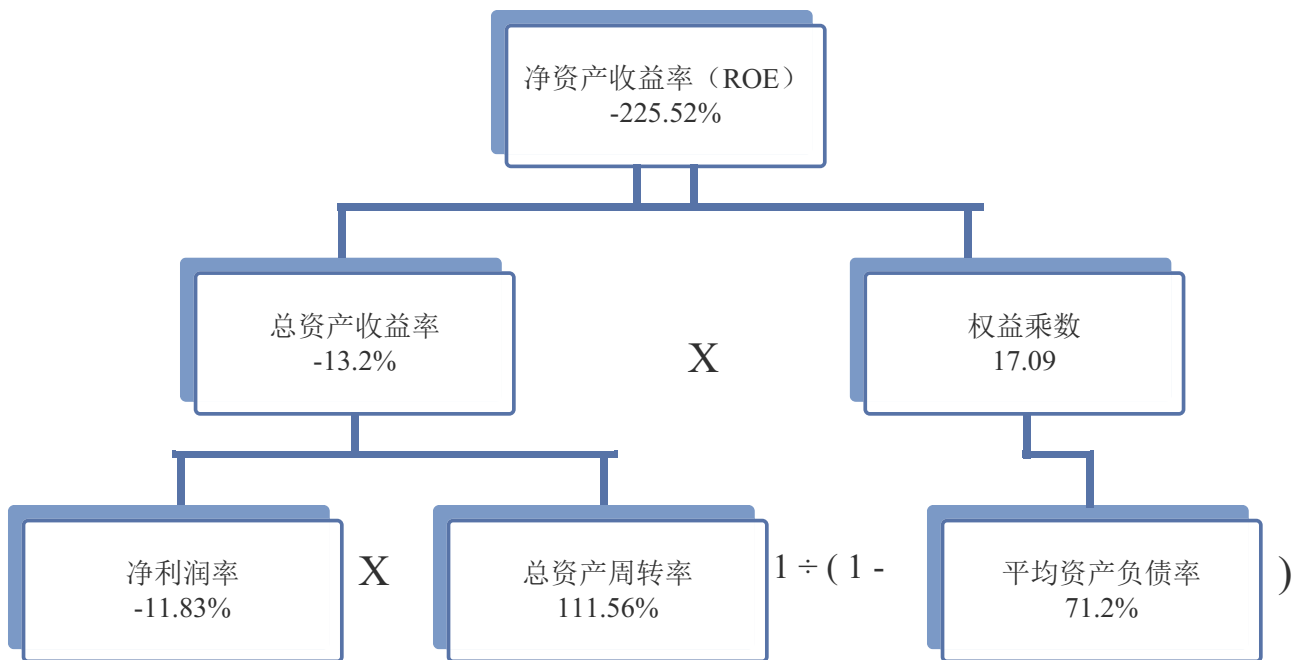 净资产收益率（ROE）
-225.52%
总资产收益率
-13.2%
X
权益乘数
17.09
净利润率
-11.83%
X
总资产周转率
111.56%
1 ÷ ( 1 -
平均资产负债率
71.2%
)